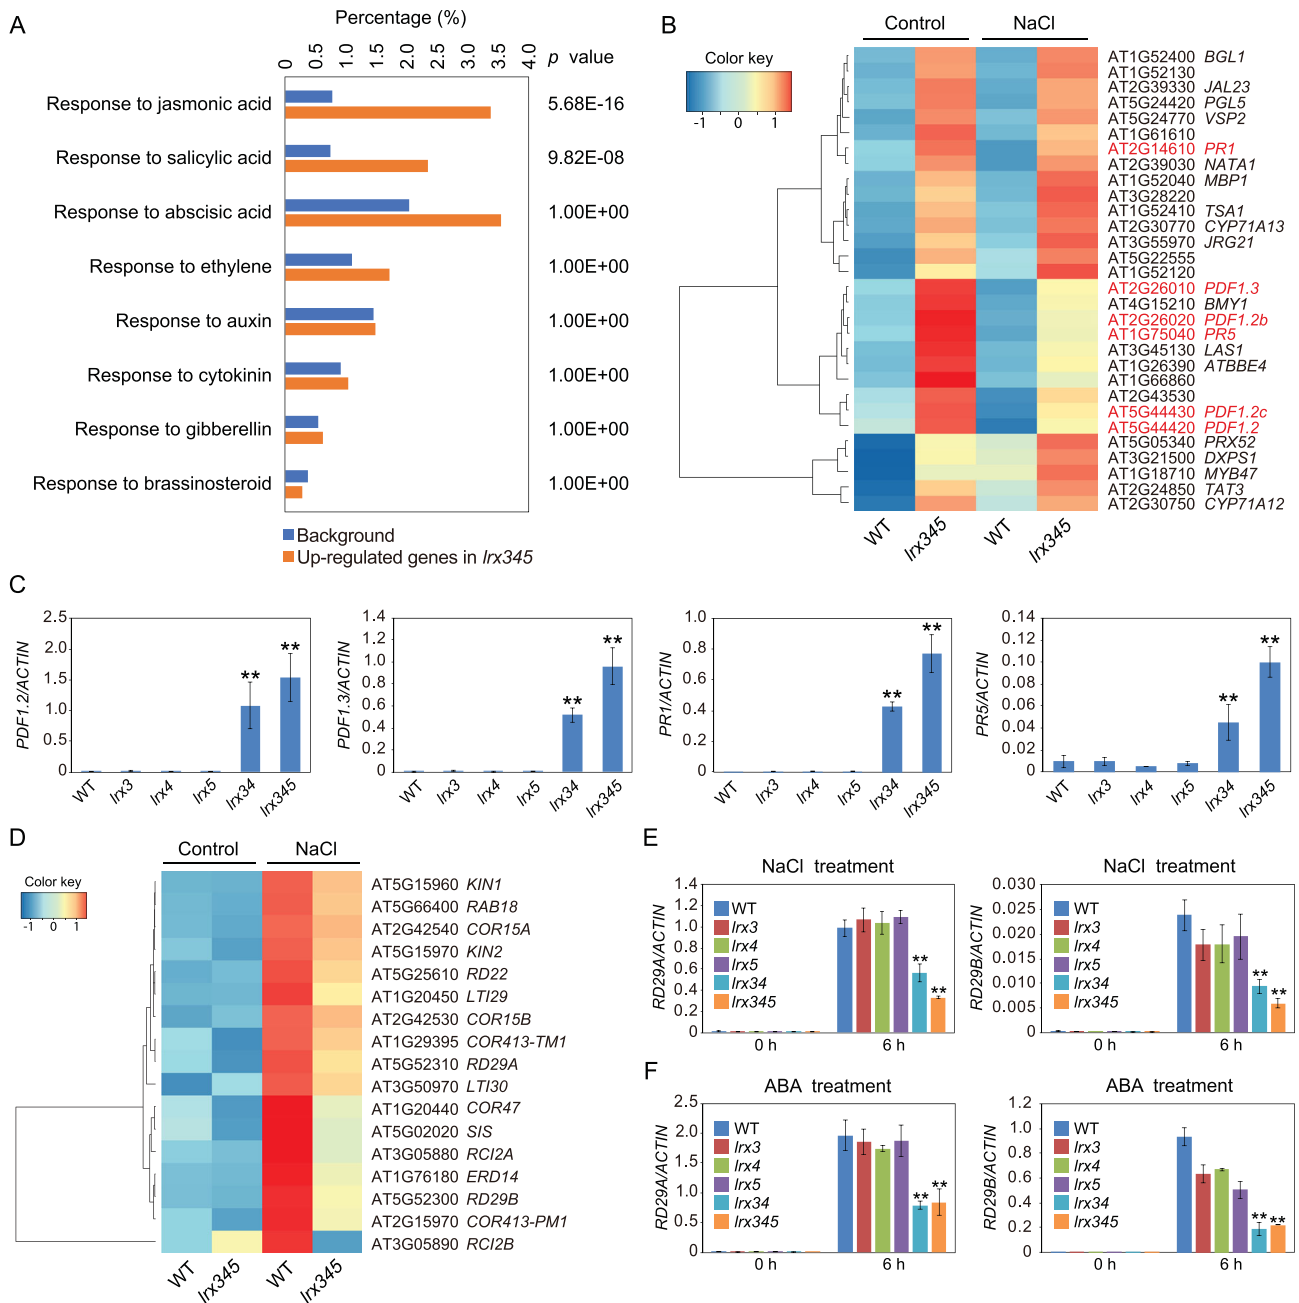 A
Percentage (%)
0 0.5 1.0 1.5 2.0 2.5 3.0 3.5 4.0
p value
Response to jasmonic acid 5.68E-16
Response to salicylic acid 9.82E-08
Response to abscisic acid 1.00E+00
Response to ethylene 1.00E+00
Response to auxin 1.00E+00
Response to cytokinin 1.00E+00
Response to gibberellin 1.00E+00
Response to brassinosteroid 1.00E+00
Background
Up-regulated genes in lrx345
B
Control NaCl
Color key
-1 0 1
AT1G52400 BGL1
AT1G52130
AT2G39330 JAL23
AT5G24420 PGL5
AT5G24770 VSP2
AT1G61610
AT2G14610 PR1
AT2G39030 NATA1
AT1G52040 MBP1
AT3G28220
AT1G52410 TSA1
AT2G30770 CYP71A13
AT3G55970 JRG21
AT5G22555
AT1G52120
AT2G26010 PDF1.3
AT4G15210 BMY1
AT2G26020 PDF1.2b
AT1G75040 PR5
AT3G45130 LAS1
AT1G26390 ATBBE4
AT1G66860
AT2G43530
AT5G44430 PDF1.2c
AT5G44420 PDF1.2
AT5G05340 PRX52
AT3G21500 DXPS1
AT1G18710 MYB47
AT2G24850 TAT3
AT2G30750 CYP71A12
WT lrx345 WT lrx345
C
PDF1.2/ACTIN
2.5
2.0
1.5
1.0
0.5
0
** **
WT lrx3 lrx4 lrx5 lrx34 lrx345
PDF1.3/ACTIN
1.4
1.2
1.0
0.8
0.6
0.4
0.2
0
** **
WT lrx3 lrx4 lrx5 lrx34 lrx345
PR1/ACTIN
1.0
0.8
0.6
0.4
0.2
0
** **
WT lrx3 lrx4 lrx5 lrx34 lrx345
PR5/ACTIN
0.14
0.12
0.10
0.08
0.06
0.04
0.02
0
** **
WT lrx3 lrx4 lrx5 lrx34 lrx345
D
Control NaCl
Color key
-1 0 1
AT5G15960 KIN1
AT5G66400 RAB18
AT2G42540 COR15A
AT5G15970 KIN2
AT5G25610 RD22
AT1G20450 LTI29
AT2G42530 COR15B
AT1G29395 COR413-TM1
AT5G52310 RD29A
AT3G50970 LTI30
AT1G20440 COR47
AT5G02020 SIS
AT3G05880 RCI2A
AT1G76180 ERD14
AT5G52300 RD29B
AT2G15970 COR413-PM1
AT3G05890 RCI2B
WT lrx345 WT lrx345
E
NaCl treatment
RD29A/ACTIN
1.4
1.2
1.0
0.8
0.6
0.4
0.2
0
WT
lrx3
lrx4
lrx5
lrx34
lrx345
** **
0 h 6 h
NaCl treatment
RD29B/ACTIN
0.030
0.025
0.020
0.015
0.010
0.005
0
WT
lrx3
lrx4
lrx5
lrx34
lrx345
** **
0 h 6 h
F
ABA treatment
RD29A/ACTIN
2.5
2.0
1.5
1.0
0.5
0
WT
lrx3
lrx4
lrx5
lrx34
lrx345
** **
0 h 6 h
ABA treatment
RD29B/ACTIN
1.2
1.0
0.8
0.6
0.4
0.2
0
WT
lrx3
lrx4
lrx5
lrx34
lrx345
** **
0 h 6 h